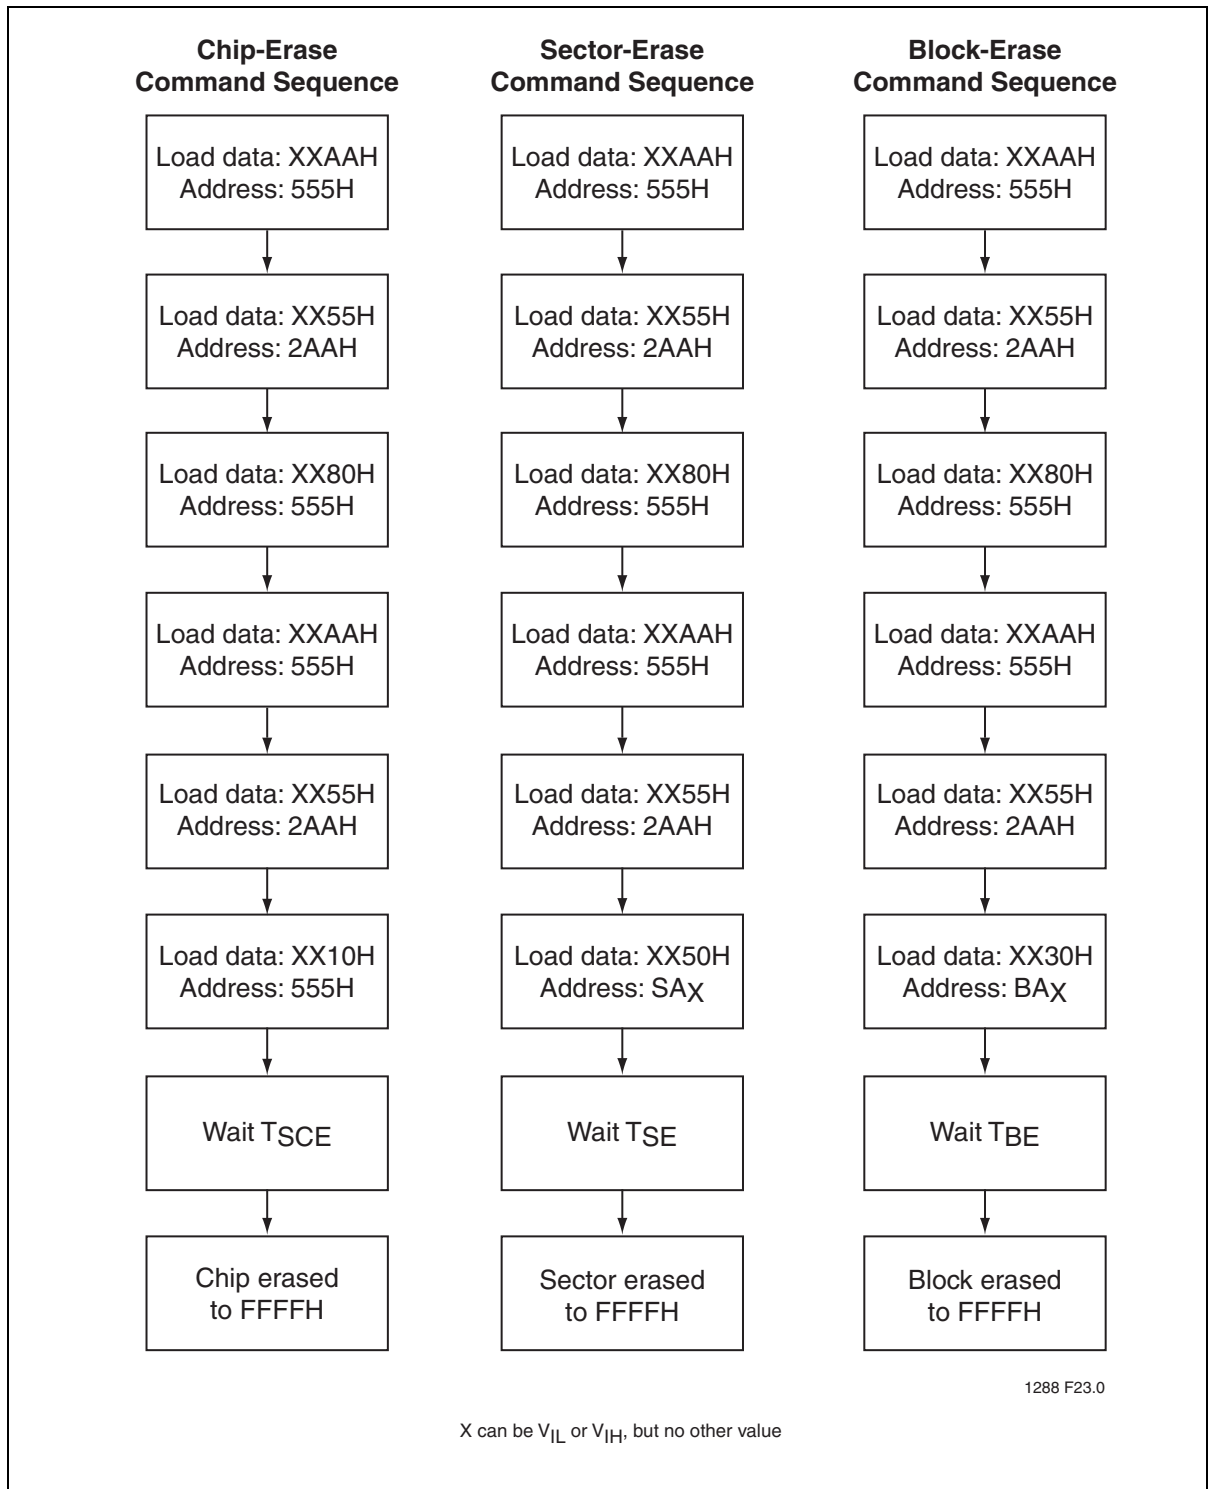 Chip-Erase
Command Sequence
Load data: XXAAH
Address: 555H
Load data: XX55H
Address: 2AAH
Load data: XX80H
Address: 555H
Load data: XXAAH
Address: 555H
Load data: XX55H
Address: 2AAH
Load data: XX10H
Address: 555H
Wait TSCE
Chip erased
to FFFFH
Sector-Erase
Command Sequence
Load data: XXAAH
Address: 555H
Load data: XX55H
Address: 2AAH
Load data: XX80H
Address: 555H
Load data: XXAAH
Address: 555H
Load data: XX55H
Address: 2AAH
Load data: XX50H
Address: SAX
Wait TSE
Sector erased
to FFFFH
Block-Erase
Command Sequence
Load data: XXAAH
Address: 555H
Load data: XX55H
Address: 2AAH
Load data: XX80H
Address: 555H
Load data: XXAAH
Address: 555H
Load data: XX55H
Address: 2AAH
Load data: XX30H
Address: BAX
Wait TBE
Block erased
to FFFFH
1288 F23.0
X can be VIL or VIH, but no other value